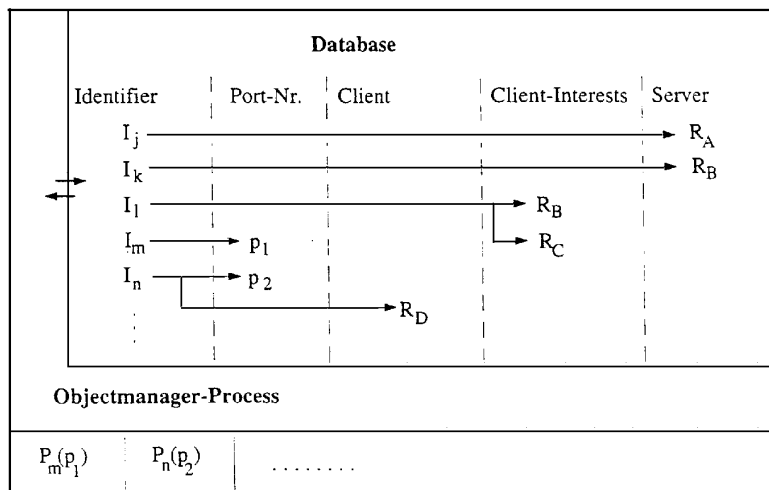 Database
Identifier Port-Nr. Client Client-Interests Server
I_j R_A
I_k R_B
I_l R_B
R_C
I_m p_1
I_n p_2
R_D
Objectmanager-Process
P_m(p_1) P_n(p_2) ........